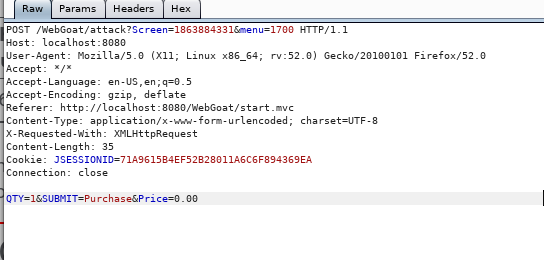 Raw Params Headers Hex
POST /WebGoat/attack?Screen=1863884331&menu=1700 HTTP/1.1
Host: localhost:8080
User-Agent: Mozilla/5.0 (X11; Linux x86_64; rv:52.0) Gecko/20100101 Firefox/52.0
Accept: */*
Accept-Language: en-US,en;q=0.5
Accept-Encoding: gzip, deflate
Referer: http://localhost:8080/WebGoat/start.mvc
Content-Type: application/x-www-form-urlencoded; charset=UTF-8
X-Requested-With: XMLHttpRequest
Content-Length: 35
Cookie: JSESSIONID=71A9615B4EF52B28011A6C6F894369EA
Connection: close
QTY=1&SUBMIT=Purchase&Price=0.00